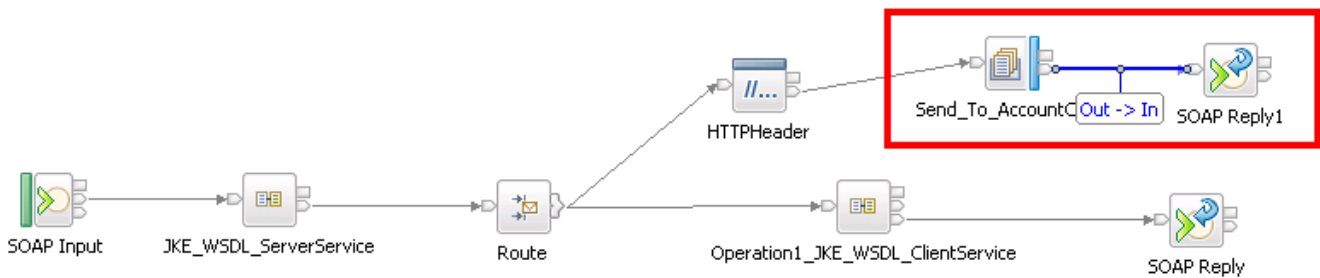 //...
HTTPHeader
Send_To_AccountC
Out -> In
SOAP Reply1
SOAP Input
JKE_WSDL_ServerService
Route
Operation1_JKE_WSDL_ClientService
SOAP Reply